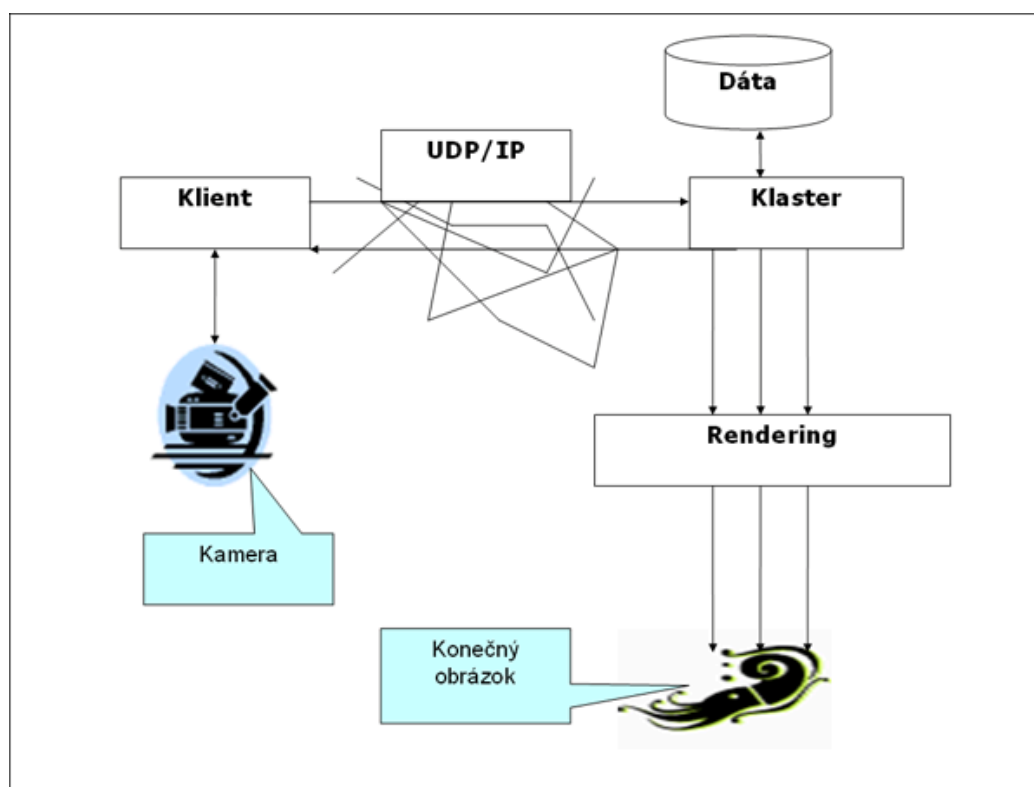 Dáta
UDP/IP
Klient
Klaster
Rendering
Kamera
Konečný
obrázok